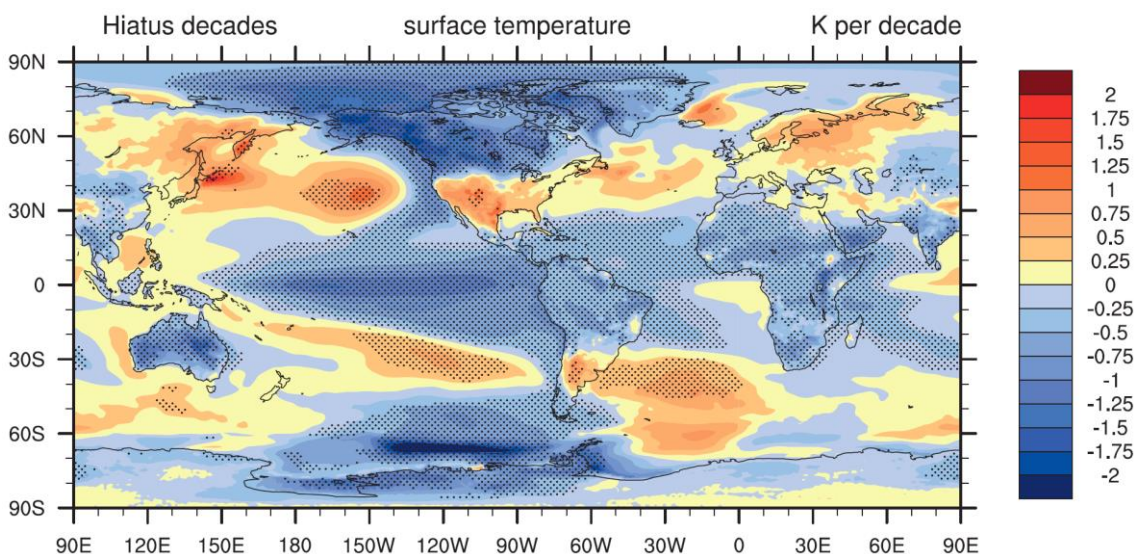 Hiatus decades surface temperature K per decade
90N
60N
30N
0
30S
60S
90S
90E 120E 150E 180 150W 120W 90W 60W 30W 0 30E 60E 90E
2
1.75
1.5
1.25
1
0.75
0.5
0.25
0
-0.25
-0.5
-0.75
-1
-1.25
-1.5
-1.75
-2